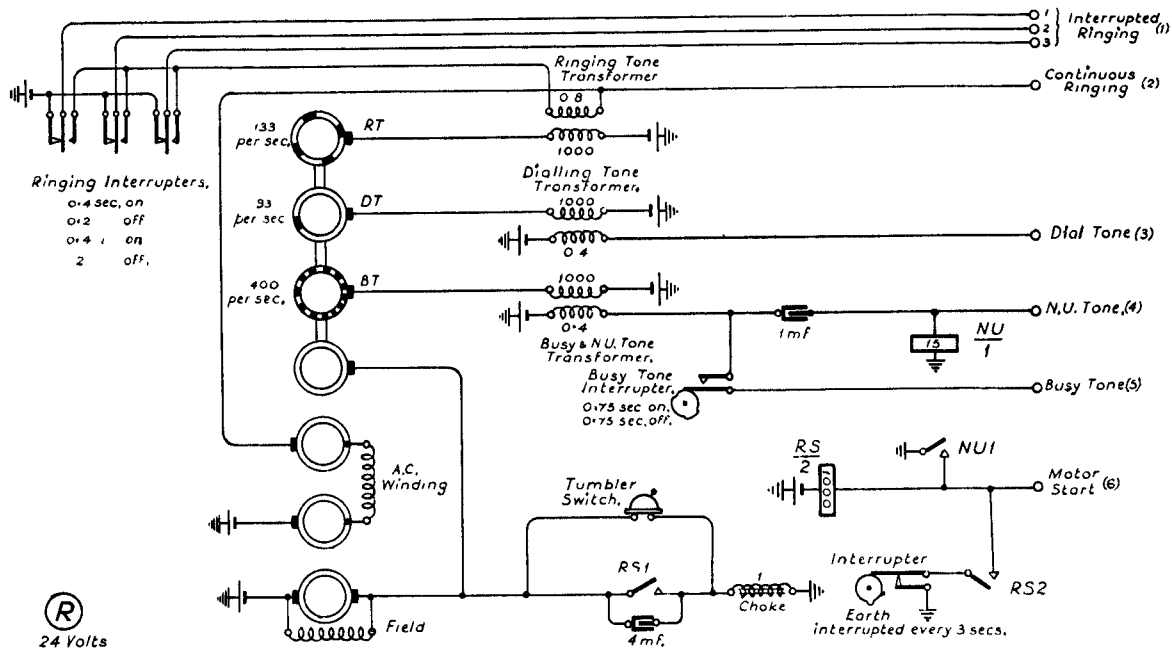 1
2
3
Interrupted
Ringing (1)
Ringing Tone
Transformer
Continuous
Ringing (2)
0.8
133
per sec.
RT
1000
Ringing Interrupters.
0.4 sec. on
0.2 off
0.4 on
2 off.
Dialling Tone
Transformer.
93
per sec
DT
1000
0.4
Dial Tone (3)
400
per sec.
BT
1000
0.4
N.U. Tone. (4)
1mf
15
NU
1
Busy & N.U. Tone
Transformer.
Busy Tone
Interrupter.
0.75 sec on.
0.75 sec. off.
Busy Tone (5)
RS
2
NU1
Motor
Start (6)
A.C.
Winding
Tumbler
Switch.
RS1
1
Choke
4mf.
Interrupter
RS2
Earth
interrupted every 3 secs.
Field
R
24 Volts